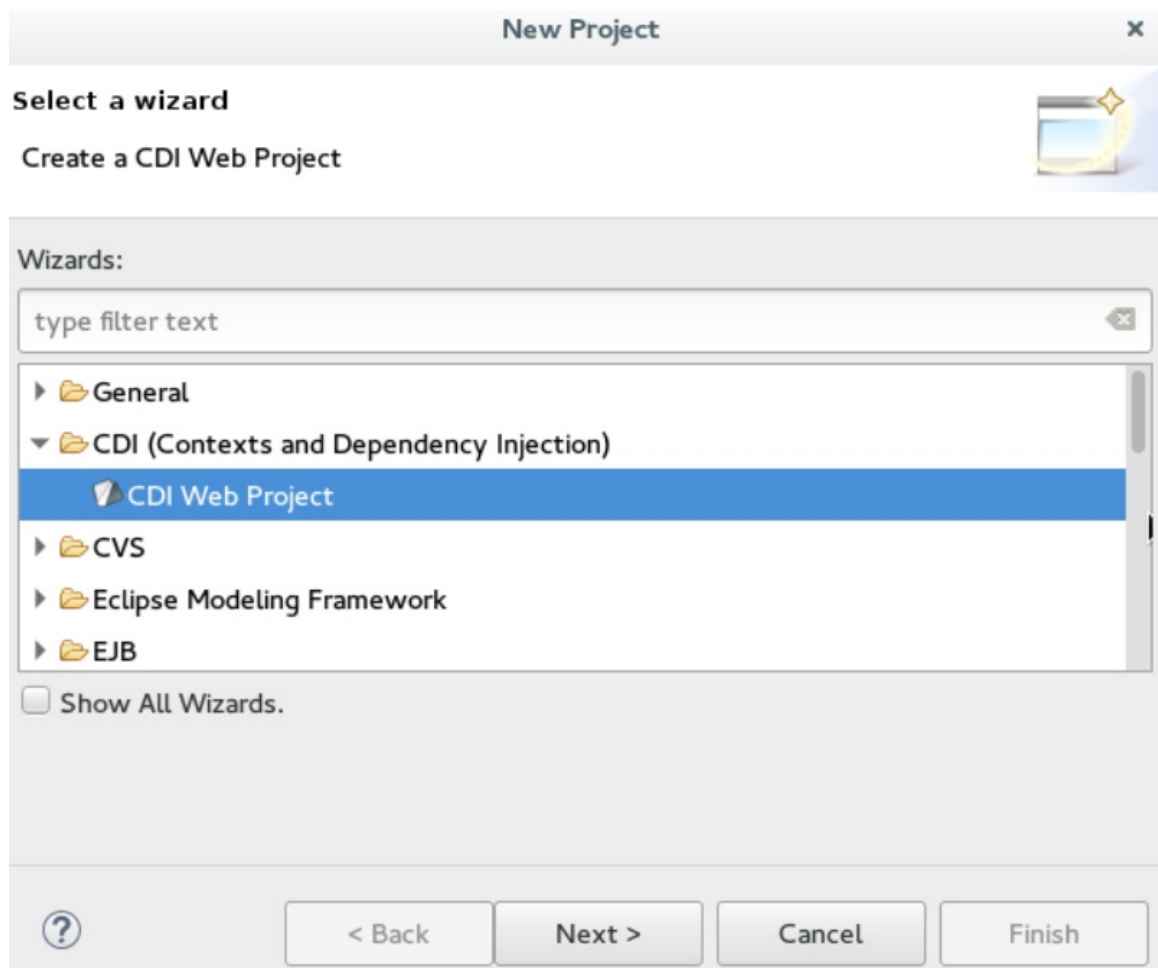 New Project
Select a wizard
Create a CDI Web Project
Wizards:
type filter text
General
CDI (Contexts and Dependency Injection)
CDI Web Project
CVS
Eclipse Modeling Framework
EJB
Show All Wizards.
? < Back Next > Cancel Finish